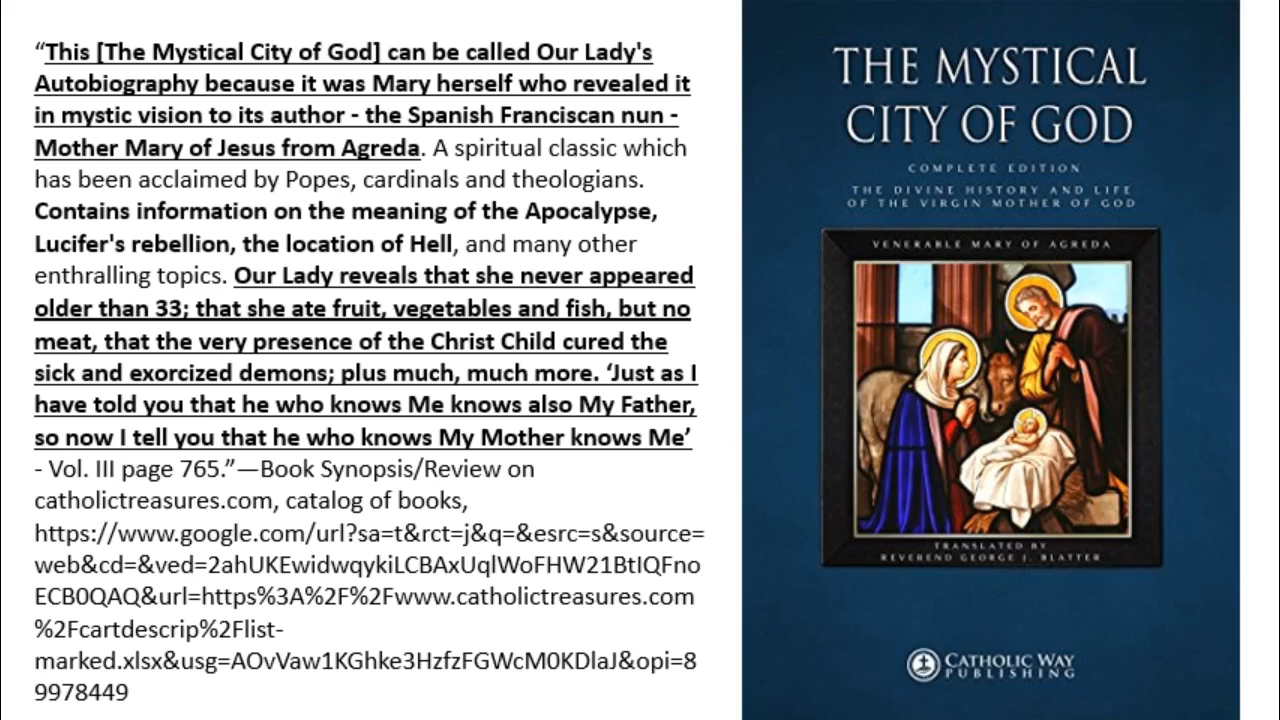 “This [The Mystical City of God] can be called Our Lady's
Autobiography because it was Mary herself who revealed it
in mystic vision to its author - the Spanish Franciscan nun -
Mother Mary of Jesus from Agreda. A spiritual classic which
has been acclaimed by Popes, cardinals and theologians.
Contains information on the meaning of the Apocalypse,
Lucifer's rebellion, the location of Hell, and many other
enthralling topics. Our Lady reveals that she never appeared
older than 33; that she ate fruit, vegetables and fish, but no
meat, that the very presence of the Christ Child cured the
sick and exorcized demons; plus much, much more. ‘Just as I
have told you that he who knows Me knows also My Father,
so now I tell you that he who knows My Mother knows Me’
- Vol. III page 765.”—Book Synopsis/Review on
catholictreasures.com, catalog of books,
https://www.google.com/url?sa=t&rct=j&q=&esrc=s&source=
web&cd=&ved=2ahUKEwidwqykiLCBAxUqlWoFHW21BtIQFno
ECB0QAQ&url=https%3A%2F%2Fwww.catholictreasures.com
%2Fcartdescrip%2Flist-
marked.xlsx&usg=AOvVaw1KGhke3HzfzFGWcM0KDlaJ&opi=8
9978449
THE MYSTICAL
CITY OF GOD
COMPLETE EDITION
THE DIVINE HISTORY AND LIFE
OF THE VIRGIN MOTHER OF GOD
VENERABLE MARY OF AGREDA
TRANSLATED BY
REVEREND GEORGE J. BLATTER
CATHOLIC WAY
PUBLISHING